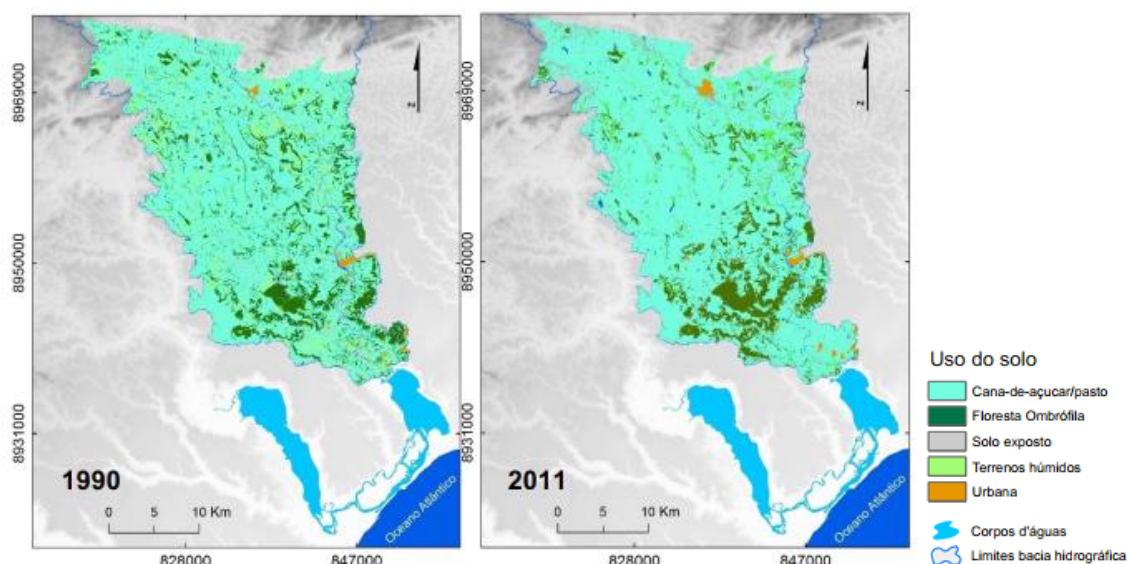 8969000
8950000
8931000
828000
847000
z
1990
0 5 10 Km
Oceano Atlântico
8969000
8950000
8931000
828000
847000
z
2011
0 5 10 Km
Oceano Atlântico
Uso do solo
Cana-de-açucar/pasto
Floresta Ombrófila
Solo exposto
Terrenos húmidos
Urbana
Corpos d'águas
Limites bacia hidrográfica